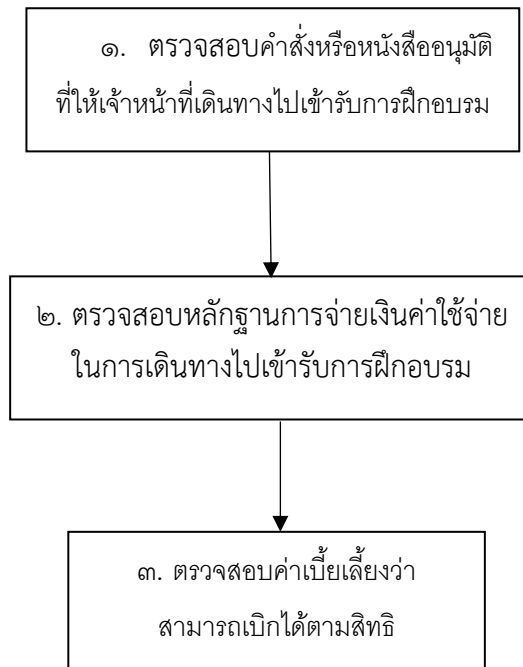 ๑. ตรวจสอบคำสั่งหรือหนังสืออนุมัติ
ที่ให้เจ้าหน้าที่เดินทางไปเข้ารับการฝึกอบรม
๒. ตรวจสอบหลักฐานการจ่ายเงินค่าใช้จ่าย
ในการเดินทางไปเข้ารับการฝึกอบรม
๓. ตรวจสอบค่าเบี้ยเลี้ยงว่า
สามารถเบิกได้ตามสิทธิ